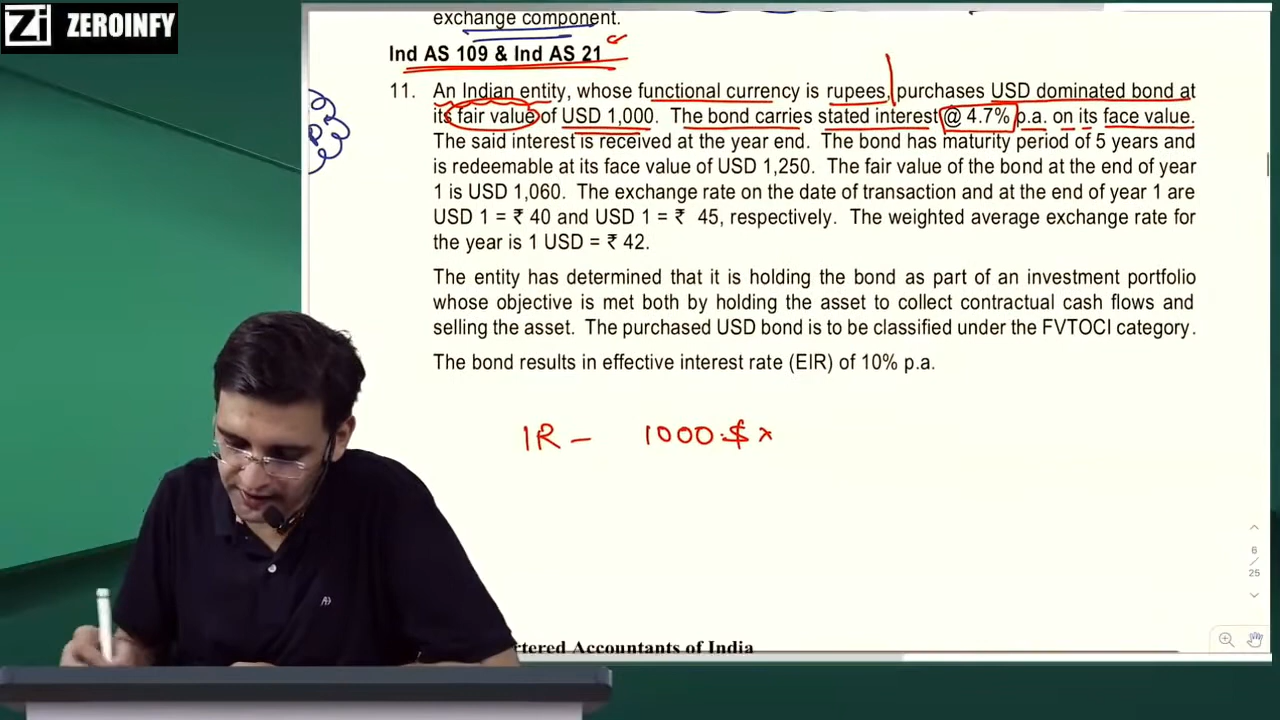 Zi ZEROINFY
exchange component.
Ind AS 109 & Ind AS 21
11. An Indian entity, whose functional currency is rupees, purchases USD dominated bond at
its fair value of USD 1,000. The bond carries stated interest @ 4.7% p.a. on its face value.
The said interest is received at the year end. The bond has maturity period of 5 years and
is redeemable at its face value of USD 1,250. The fair value of the bond at the end of year
1 is USD 1,060. The exchange rate on the date of transaction and at the end of year 1 are
USD 1 = ₹ 40 and USD 1 = ₹ 45, respectively. The weighted average exchange rate for
the year is 1 USD = ₹ 42.
The entity has determined that it is holding the bond as part of an investment portfolio
whose objective is met both by holding the asset to collect contractual cash flows and
selling the asset. The purchased USD bond is to be classified under the FVTOCI category.
The bond results in effective interest rate (EIR) of 10% p.a.
IR – 1000 $ x
6
/
25
tered Accountants of India